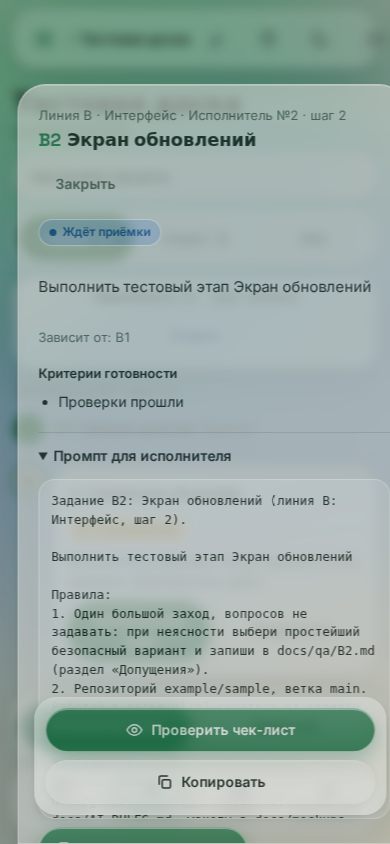 Линия B · Интерфейс · Исполнитель №2 · шаг 2
B2 Экран обновлений
Закрыть
Ждёт приёмки
Выполнить тестовый этап Экран обновлений
Зависит от: B1
Критерии готовности
• Проверки прошли
▼ Промпт для исполнителя
Задание B2: Экран обновлений (линия B:
Интерфейс, шаг 2).
Выполнить тестовый этап Экран обновлений
Правила:
1. Один большой заход, вопросов не
задавать: при неясности выбери простейший
безопасный вариант и запиши в docs/qa/B2.md
(раздел «Допущения»).
2. Репозиторий example/sample, ветка main.
Проверить чек-лист
Копировать